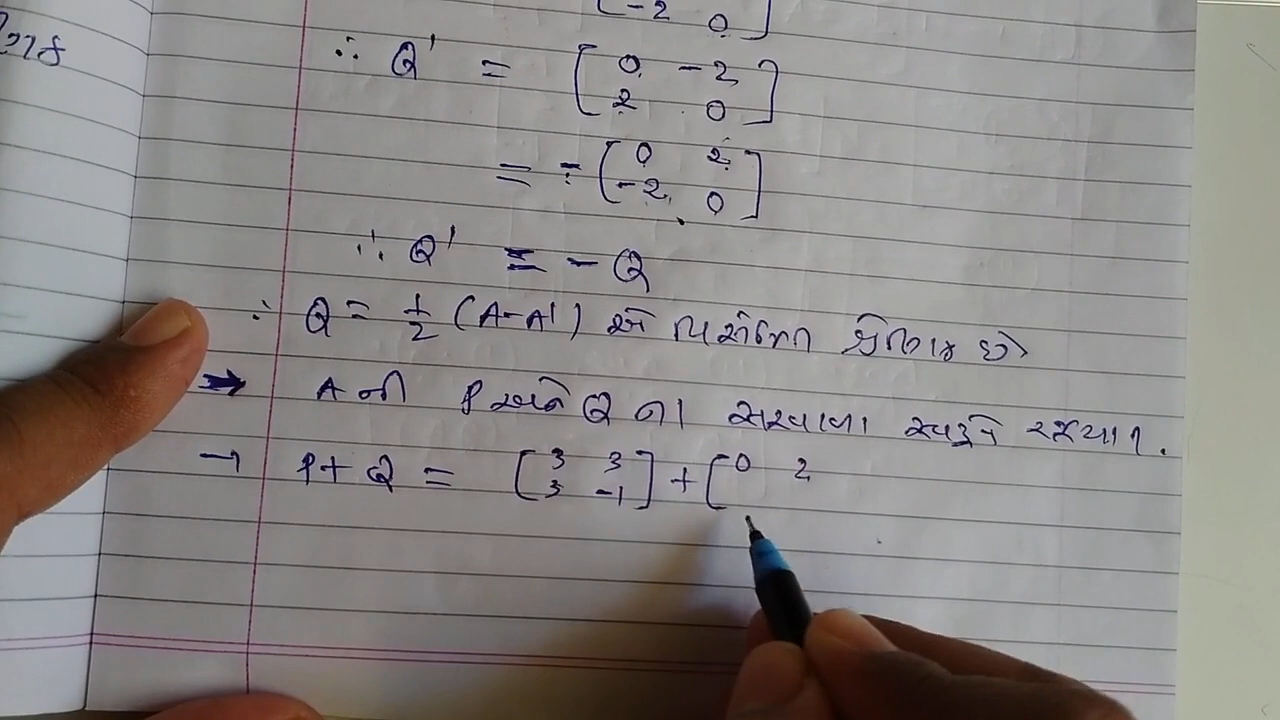 -2 0 ]
∴ Q' = [ 0 -2
2 0 ]
= - [ 0 2
-2 0 ]
∴ Q' = - Q
∴ Q = 1/2 (A-A') એ વિસંમિત શ્રેણિક છે
→ A ની P અને Q ના સરવાળા સ્વરૂપે રજૂઆત.
→ P + Q = [ 3 3
3 -1 ] + [ 0 2